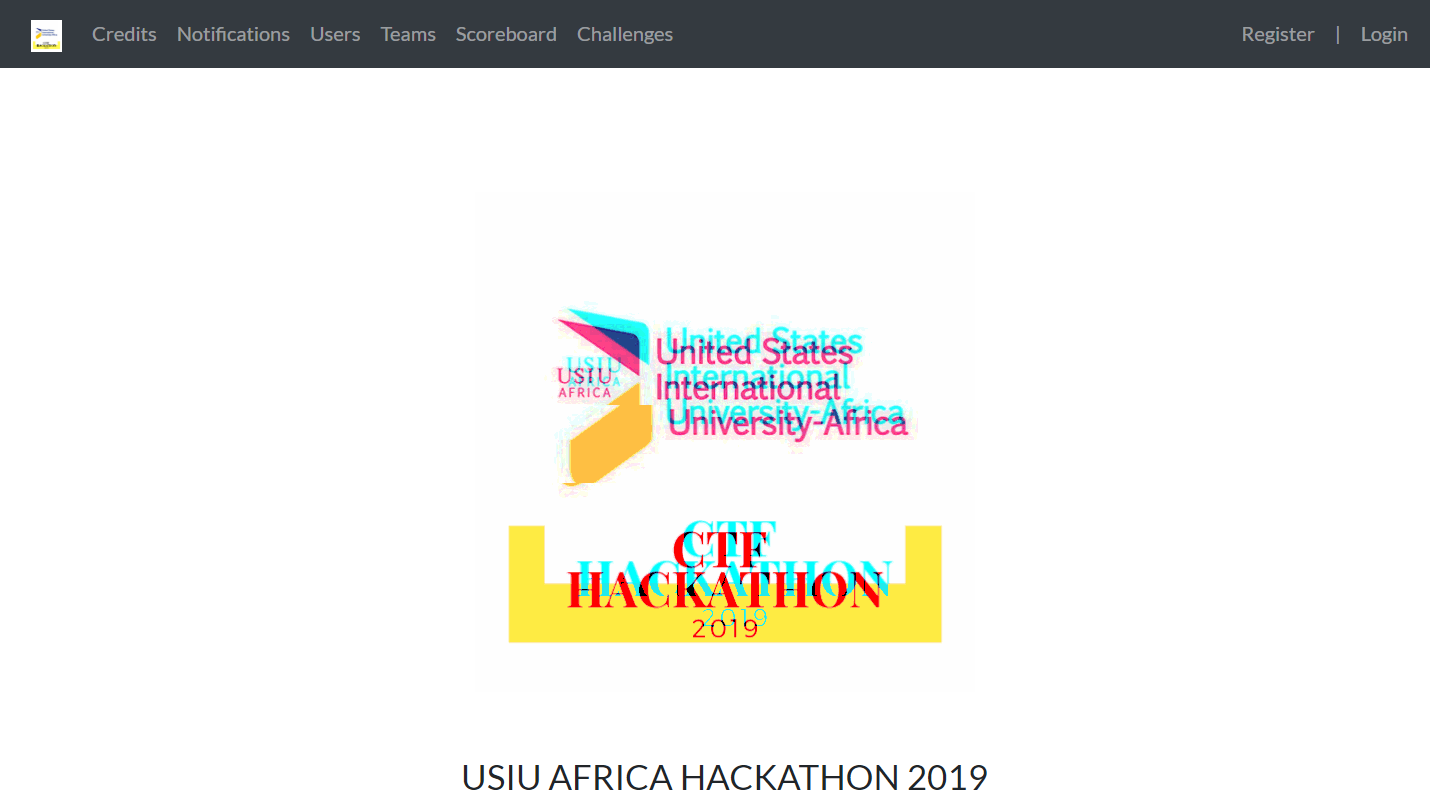 Credits Notifications Users Teams Scoreboard Challenges Register | Login
United States
International
University-Africa
USIU
AFRICA
CTF
HACKATHON
2019
USIU AFRICA HACKATHON 2019